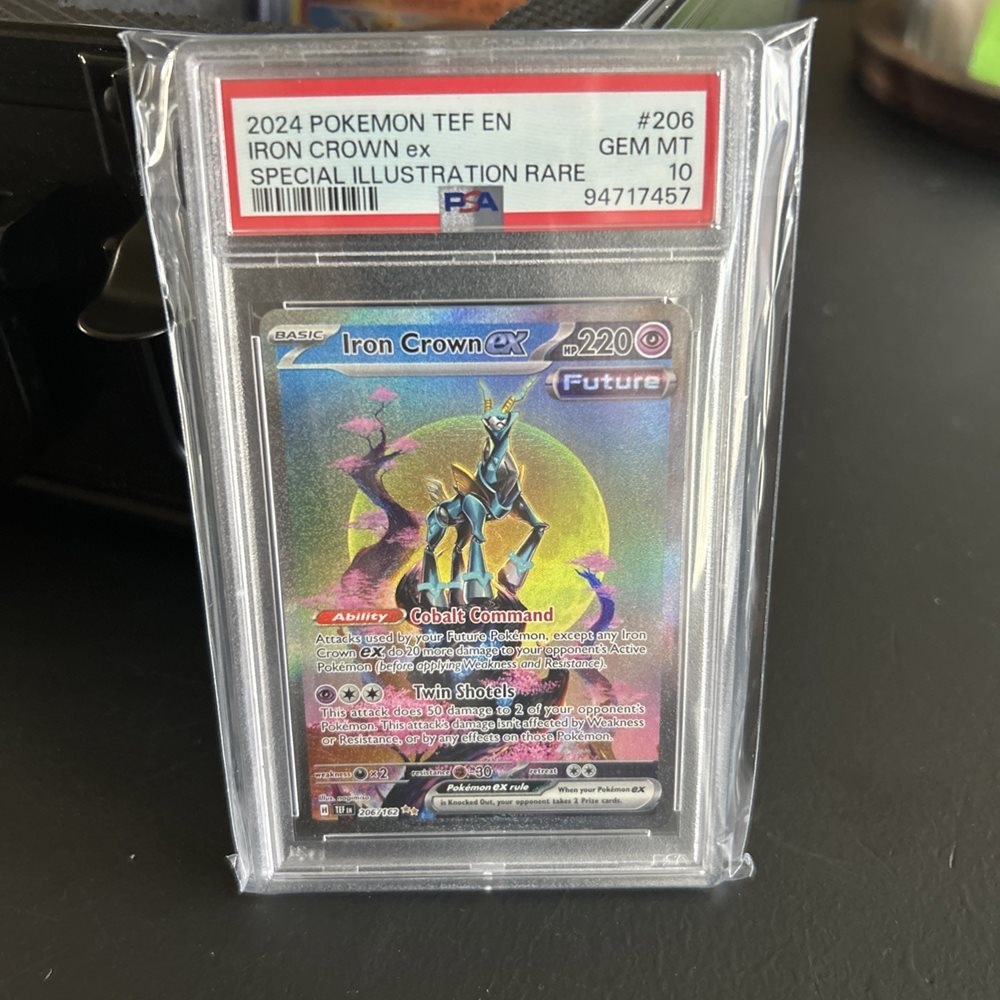 2024 POKEMON TEF EN #206
IRON CROWN ex GEM MT
SPECIAL ILLUSTRATION RARE 10
PSA 94717457
BASIC Iron Crown ex HP 220
Future
Ability Cobalt Command
Attacks used by your Future Pokémon, except any Iron
Crown ex, do 20 more damage to your opponent's Active
Pokémon (before applying Weakness and Resistance).
Twin Shotels
This attack does 50 damage to 2 of your opponent's
Pokémon. This attack's damage isn't affected by Weakness
or Resistance, or by any effects on those Pokémon.
weakness ×2 resistance -30 retreat
Pokémon ex rule When your Pokémon ex
is Knocked Out, your opponent takes 2 Prize cards.
Illus. nagimiso
H TEF EN 206/162